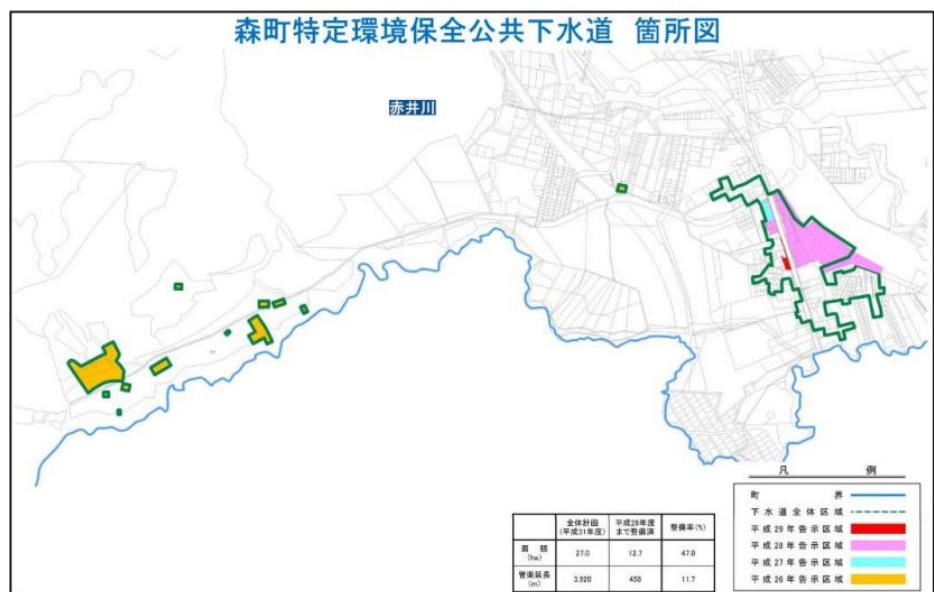 森町特定環境保全公共下水道 箇所図
赤井川
凡 例
町 界
下水道全体区域
平成29年告示区域
平成28年告示区域
平成27年告示区域
平成26年告示区域
全体計画
(平成31年度)
平成28年度
まで整備済
整備率(%)
面 積
(ha)
27.0 12.7 47.0
管渠延長
(m)
3,920 458 11.7